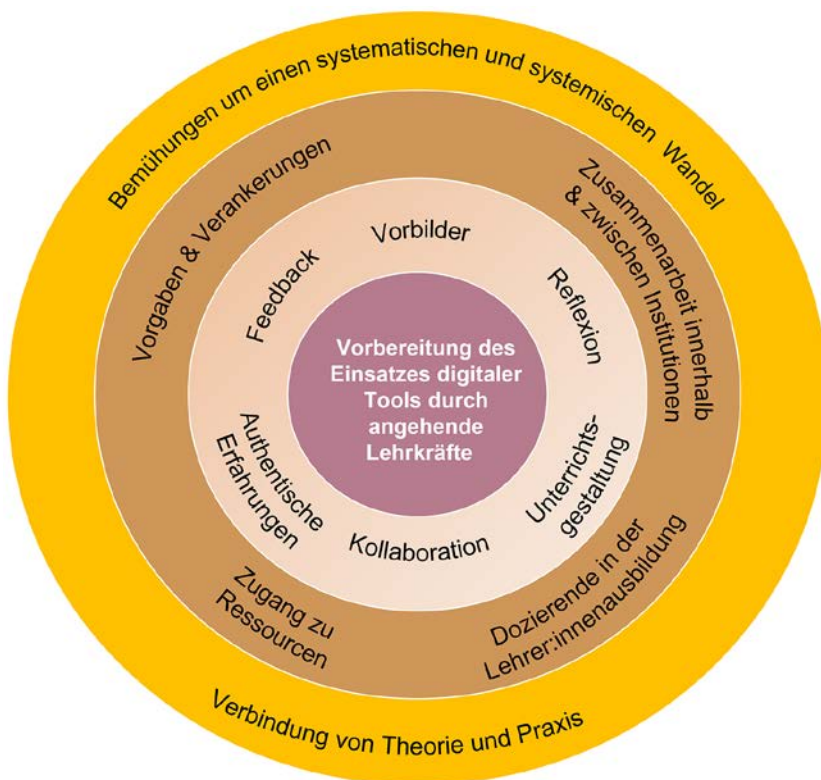 Bemühungen um einen systematischen und systemischen Wandel
Vorgaben & Verankerungen
Zusammenarbeit innerhalb
& zwischen Institutionen
Vorbilder
Feedback
Reflexion
Vorbereitung des
Einsatzes digitaler
Tools durch
angehende
Lehrkräfte
Authentische
Erfahrungen
Unterrichts-
gestaltung
Kollaboration
Zugang zu
Ressourcen
Dozierende in der
Lehrer:innenausbildung
Verbindung von Theorie und Praxis